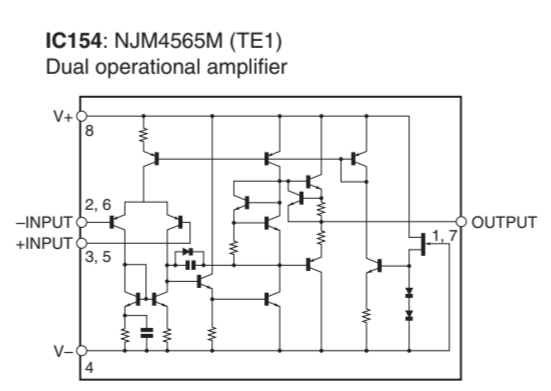 IC154: NJM4565M (TE1)
Dual operational amplifier
V+
8
2, 6
–INPUT
+INPUT
3, 5
1, 7
OUTPUT
V–
4